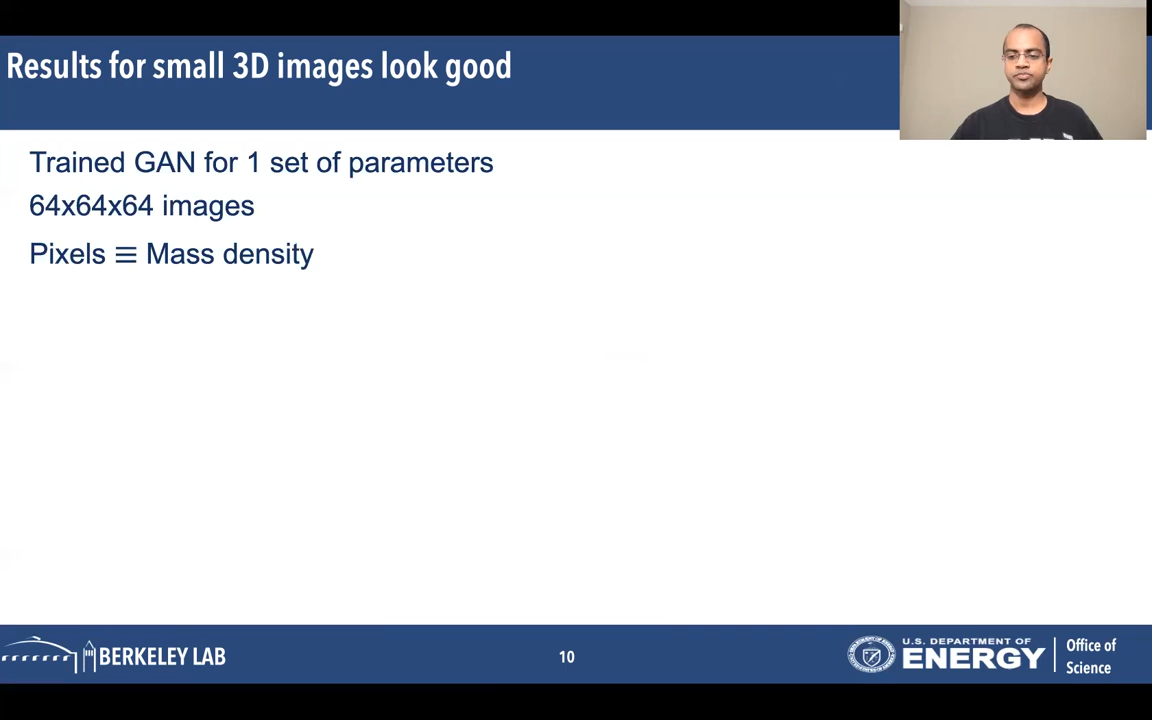 Results for small 3D images look good
Trained GAN for 1 set of parameters
64x64x64 images
Pixels ≡ Mass density
BERKELEY LAB
10
U.S. DEPARTMENT OF
ENERGY
Office of
Science